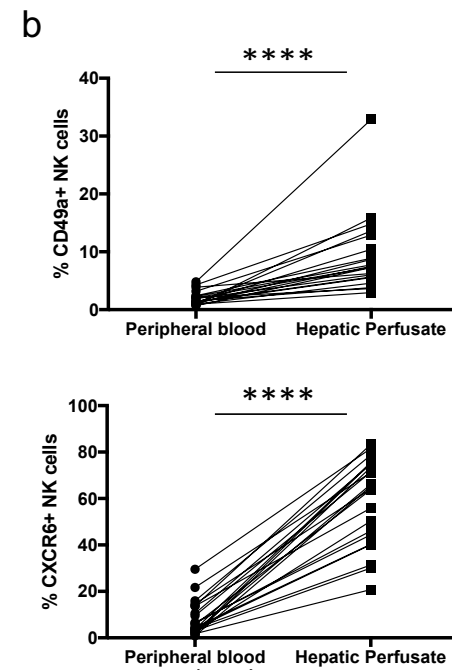 b
****
% CD49a+ NK cells
40
30
20
10
0
Peripheral blood Hepatic Perfusate
****
% CXCR6+ NK cells
100
80
60
40
20
0
Peripheral blood Hepatic Perfusate